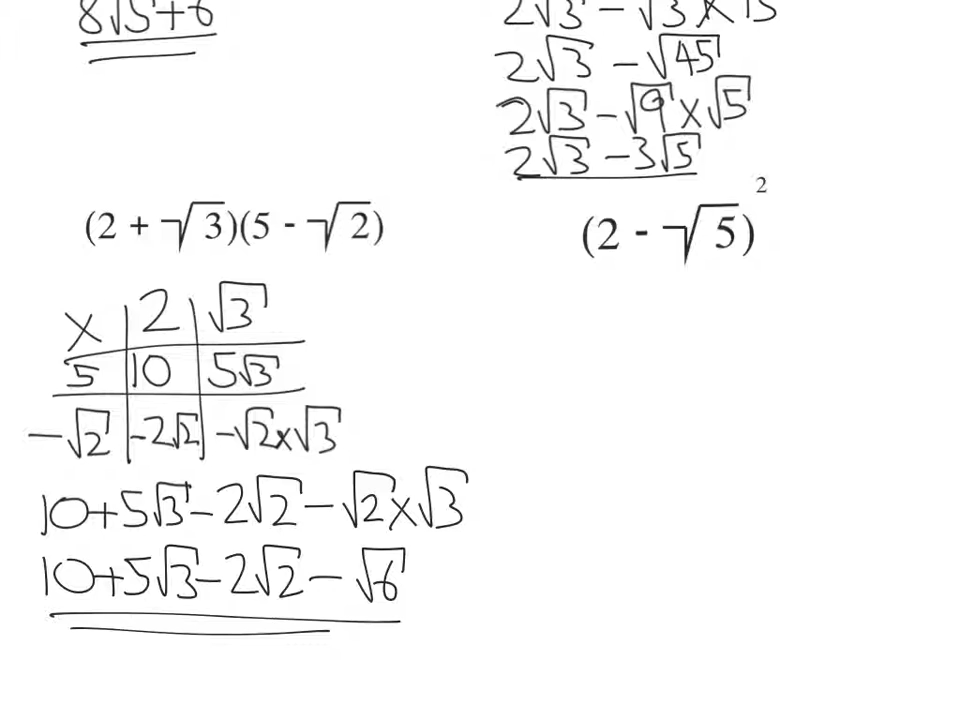 8√5+6
2√3 - √3×15
2√3 - √45
2√3 - √9 × √5
2√3 - 3√5
(2 + √3)(5 - √2)
× | 2 | √3
5 | 10 | 5√3
-√2 | -2√2 | -√2×√3
10+5√3-2√2-√2×√3
10+5√3-2√2-√6
(2 - √5)²